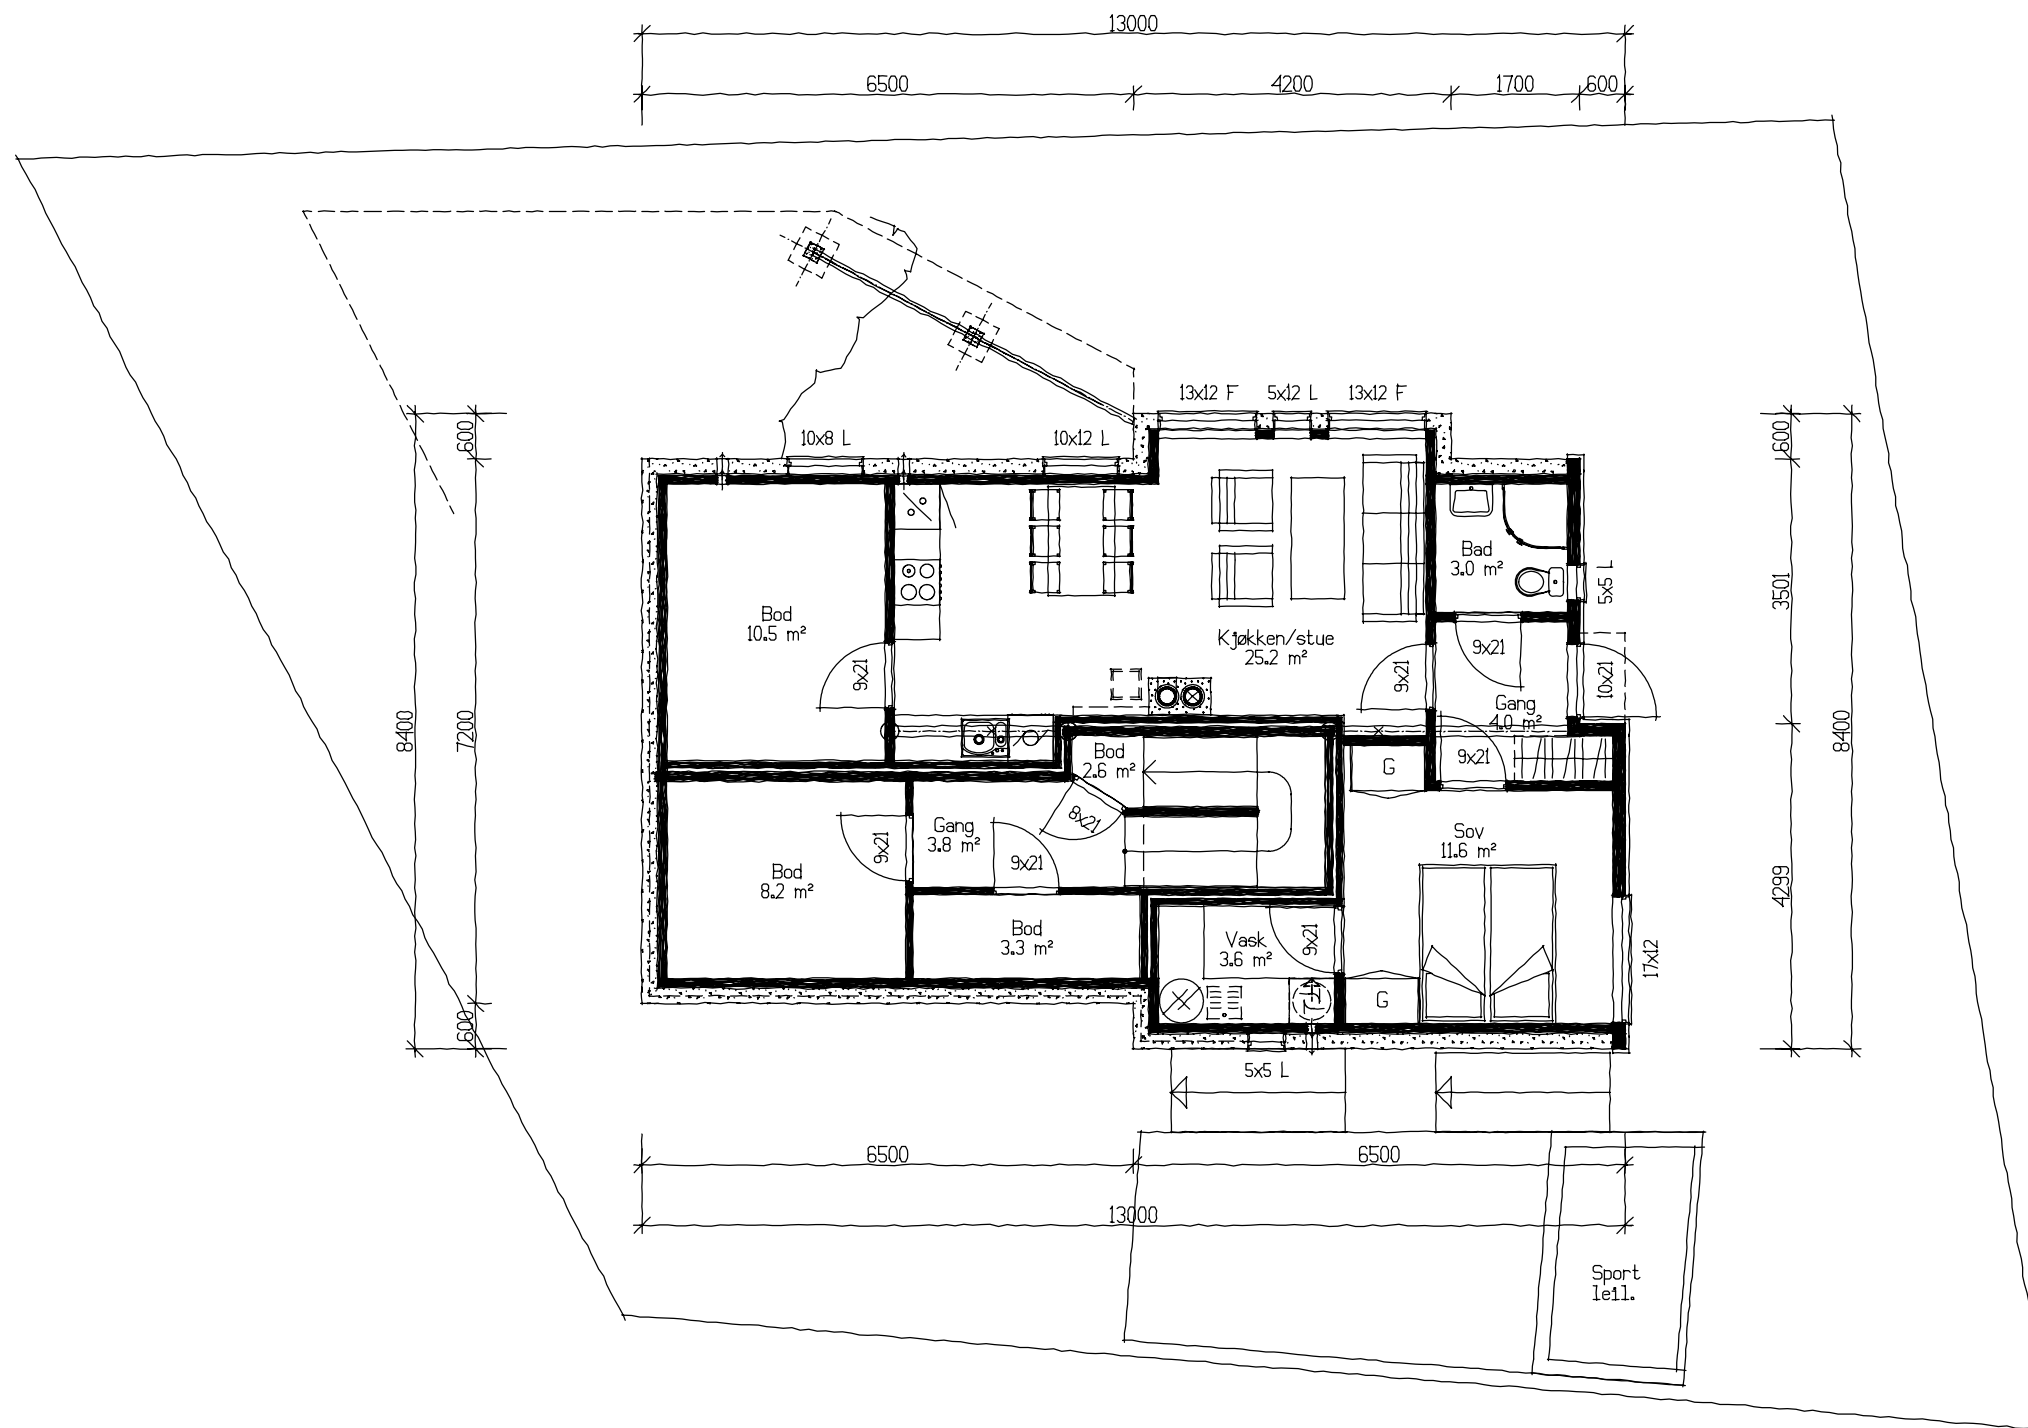 13000
6500
4200
1700
600
13x12 F
5x12 L
13x12 F
10x8 L
10x12 L
600
600
Bad
3.0 m²
5x5 L
3501
Bod
10.5 m²
Kjøkken/stue
25.2 m²
9x21
9x21
9x21
10x21
Gang
4.0 m²
8400
7200
8400
Bod
2.6 m²
9x21
G
8x21
Gang
3.8 m²
9x21
9x21
Sov
11.6 m²
Bod
8.2 m²
4299
Bod
3.3 m²
Vask
3.6 m²
9x21
17x12
G
600
5x5 L
6500
6500
13000
Sport
leil.